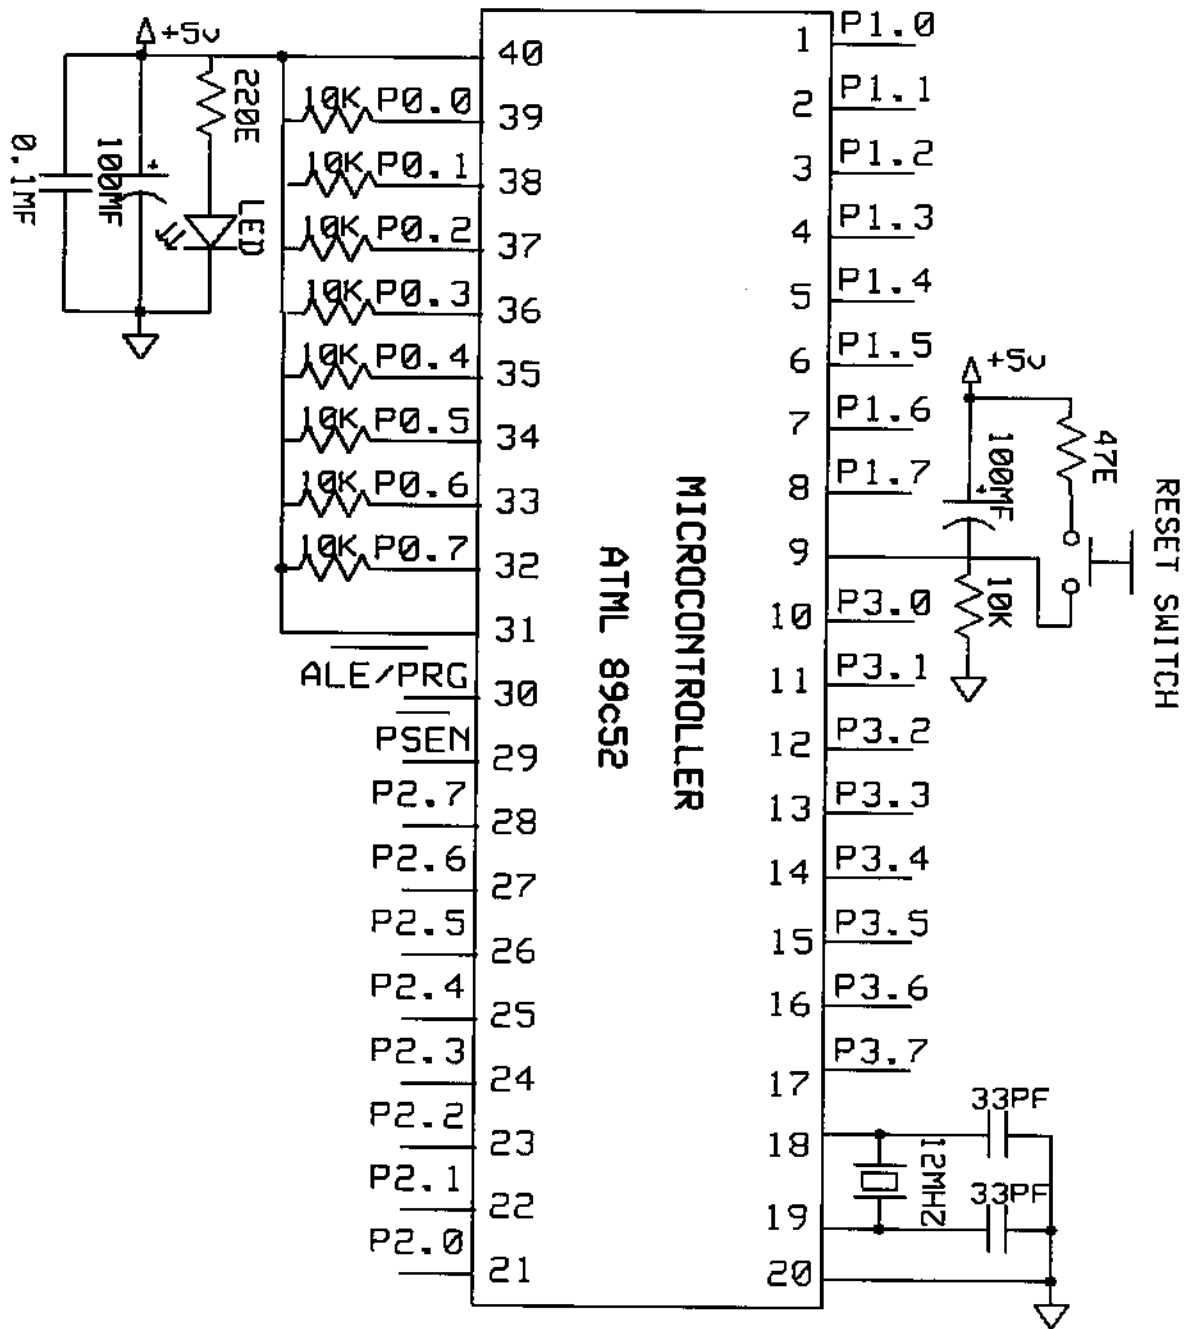 +5v
220E
100MF
0.1MF
LED
40
10K P0.0 39
10K P0.1 38
10K P0.2 37
10K P0.3 36
10K P0.4 35
10K P0.5 34
10K P0.6 33
10K P0.7 32
31
ALE/PRG 30
PSEN 29
P2.7 28
P2.6 27
P2.5 26
P2.4 25
P2.3 24
P2.2 23
P2.1 22
P2.0 21
MICROCONTROLLER
ATML 89c52
1 P1.0
2 P1.1
3 P1.2
4 P1.3
5 P1.4
6 P1.5
7 P1.6
8 P1.7
9
10 P3.0
11 P3.1
12 P3.2
13 P3.3
14 P3.4
15 P3.5
16 P3.6
17 P3.7
18
19
20
+5v
100MF
47E
10K
RESET SWITCH
33PF
12MHZ
33PF